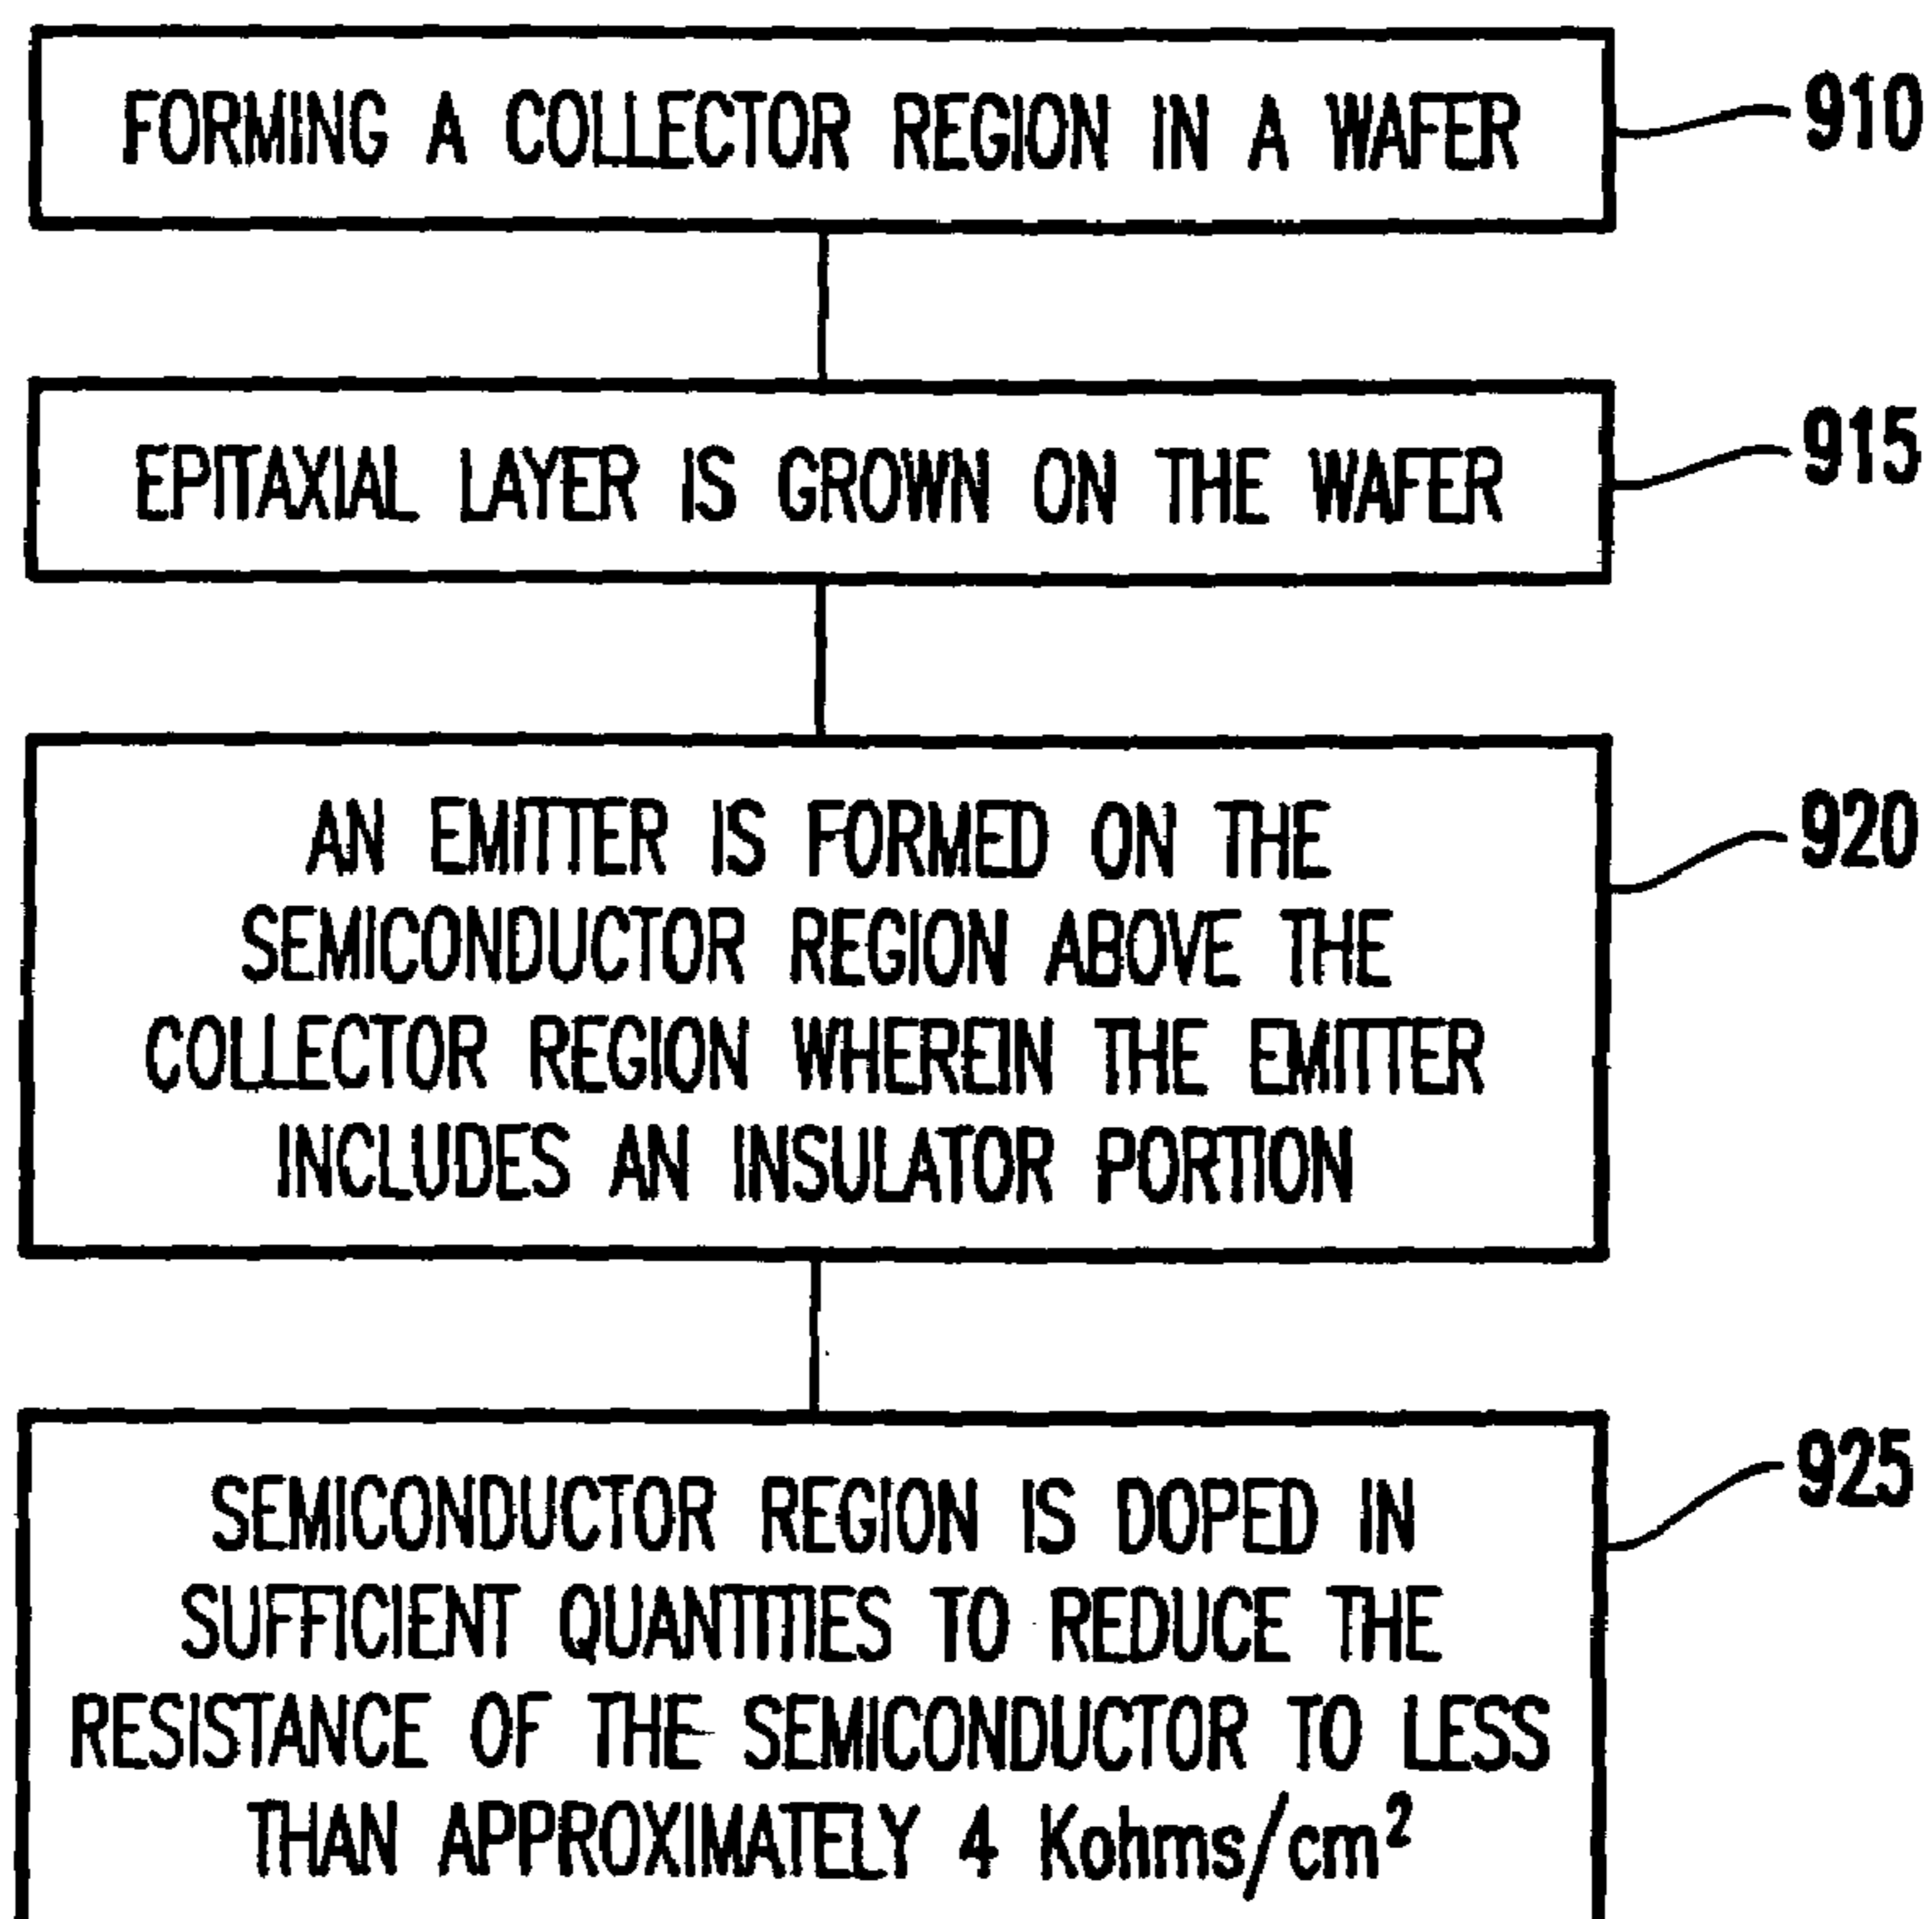 FORMING A COLLECTOR REGION IN A WAFER
910
EPITAXIAL LAYER IS GROWN ON THE WAFER
915
AN EMITTER IS FORMED ON THE
SEMICONDUCTOR REGION ABOVE THE
COLLECTOR REGION WHEREIN THE EMITTER
INCLUDES AN INSULATOR PORTION
920
SEMICONDUCTOR REGION IS DOPED IN
SUFFICIENT QUANTITIES TO REDUCE THE
RESISTANCE OF THE SEMICONDUCTOR TO LESS
THAN APPROXIMATELY 4 Kohms/cm²
925